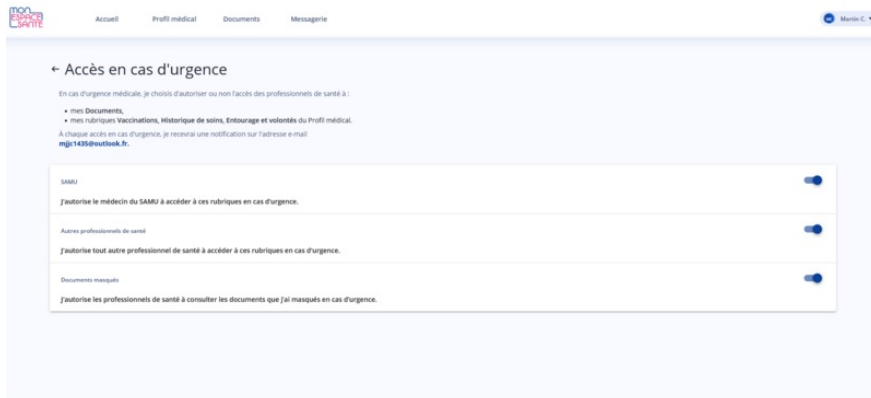 mon
ESPACE
SANTÉ
Accueil
Profil médical
Documents
Messagerie
Martin C.
← Accès en cas d'urgence
En cas d'urgence médicale, je choisis d'autoriser ou non l'accès des professionnels de santé à :
• mes Documents,
• mes rubriques Vaccinations, Historique de soins, Entourage et volontés du Profil médical.
À chaque accès en cas d'urgence, je recevrai une notification sur l'adresse e-mail
mjjc1435@outlook.fr.
SAMU
J'autorise le médecin du SAMU à accéder à ces rubriques en cas d'urgence.
Autres professionnels de santé
J'autorise tout autre professionnel de santé à accéder à ces rubriques en cas d'urgence.
Documents masqués
J'autorise les professionnels de santé à consulter les documents que j'ai masqués en cas d'urgence.